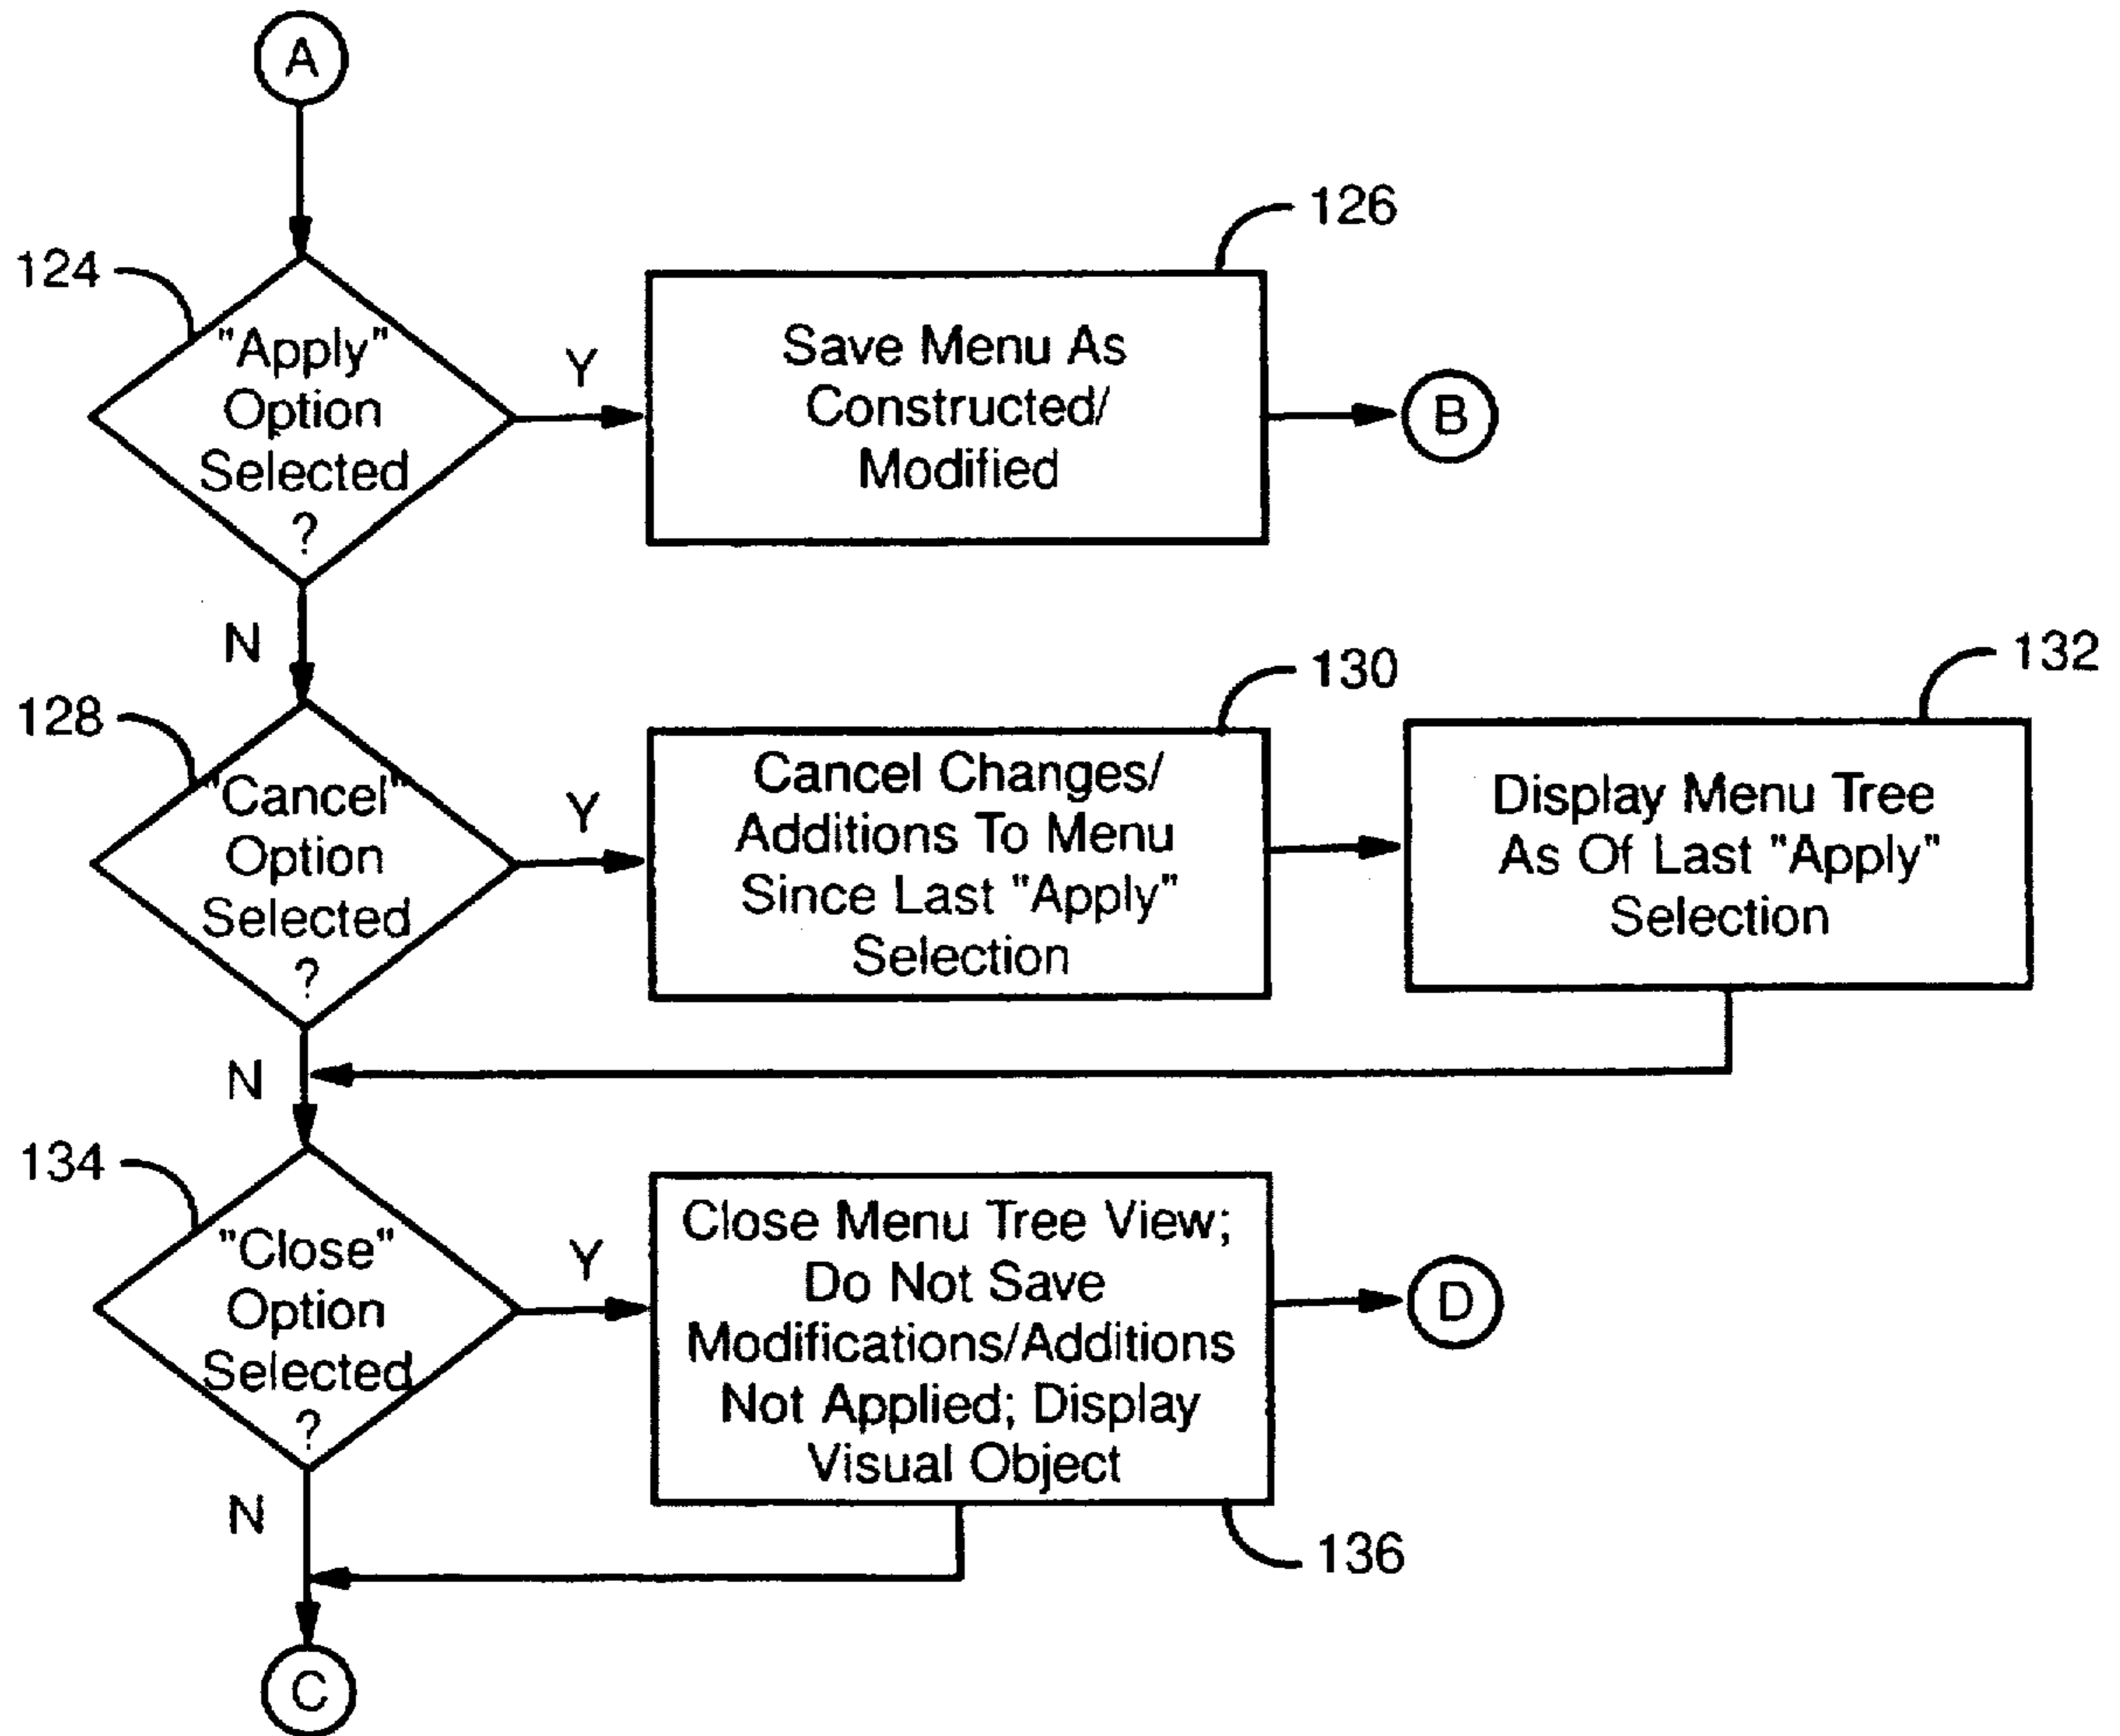 A
124
"Apply"
Option
Selected
?
Y
126
Save Menu As
Constructed/
Modified
B
N
128
"Cancel"
Option
Selected
?
Y
130
Cancel Changes/
Additions To Menu
Since Last "Apply"
Selection
132
Display Menu Tree
As Of Last "Apply"
Selection
N
134
"Close"
Option
Selected
?
Y
Close Menu Tree View;
Do Not Save
Modifications/Additions
Not Applied; Display
Visual Object
136
D
N
C